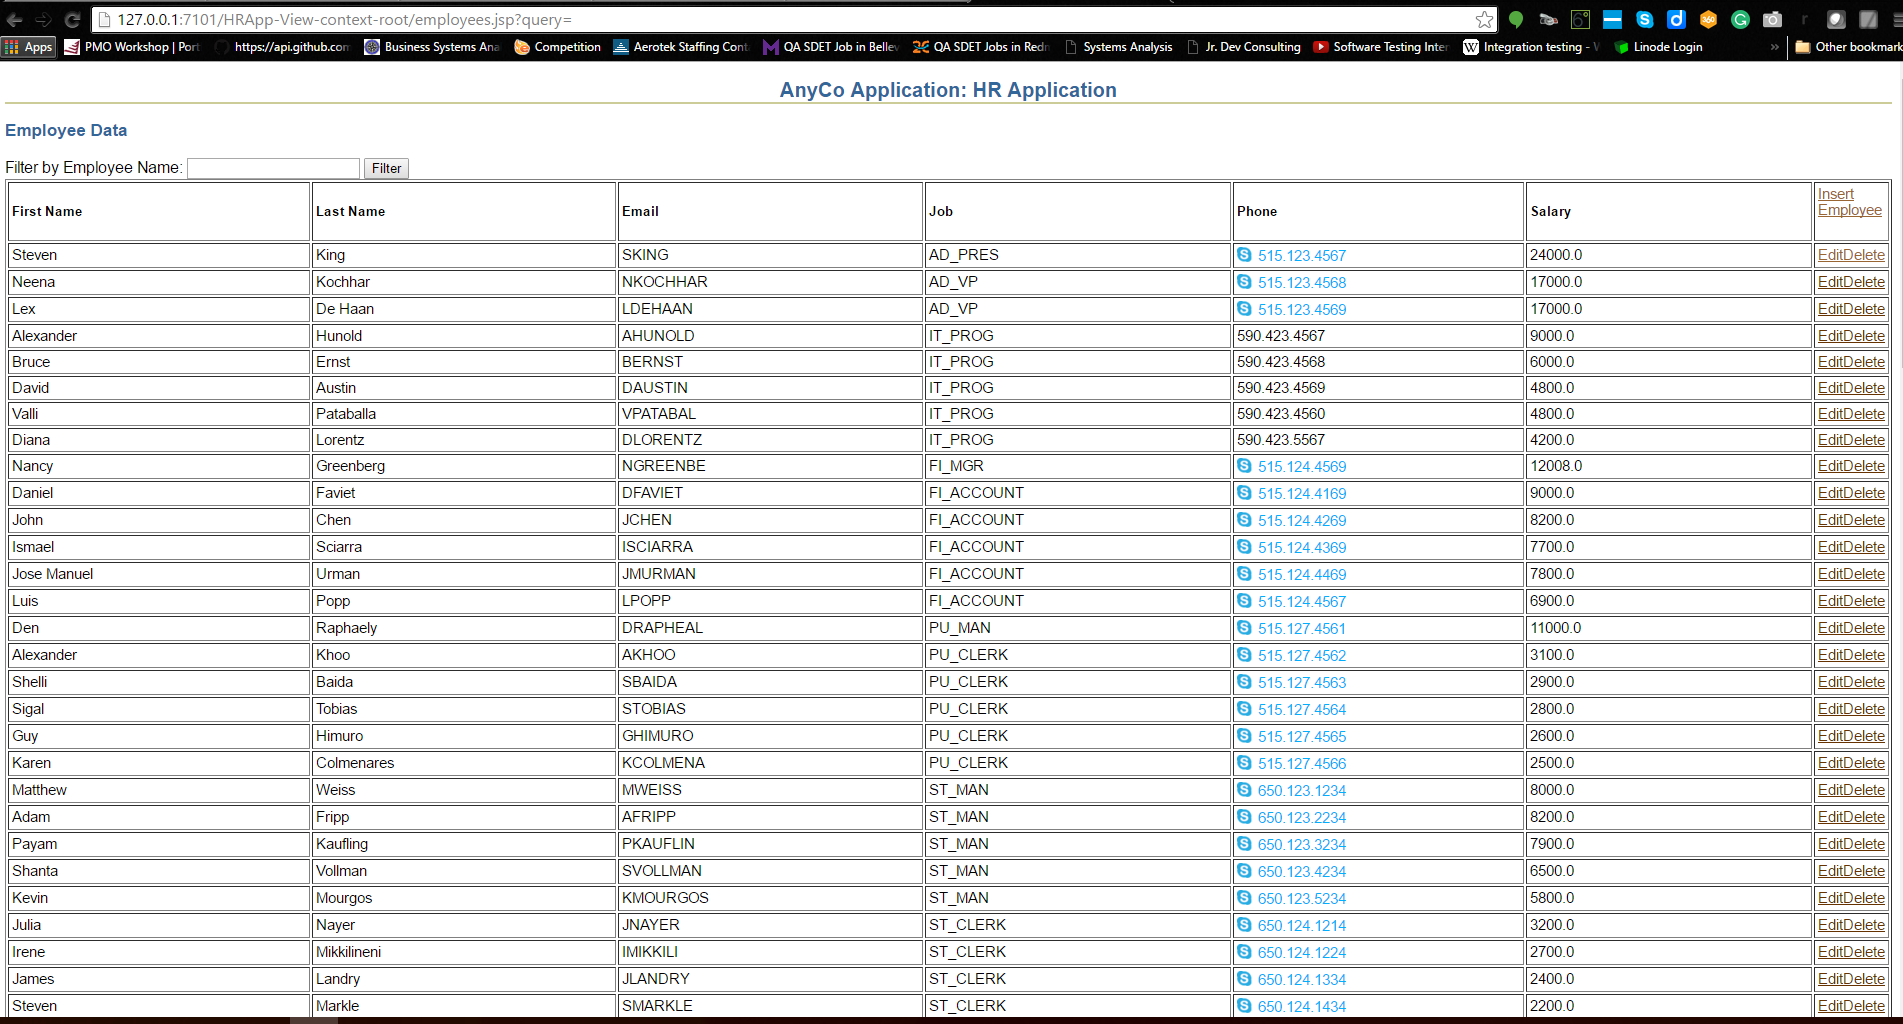 127.0.0.1:7101/HRApp-View-context-root/employees.jsp?query=
Apps PMO Workshop | Port https://api.github.com Business Systems Ana Competition Aerotek Staffing Cont QA SDET Job in Bellev QA SDET Jobs in Redm Systems Analysis Jr. Dev Consulting Software Testing Inter Integration testing - W Linode Login » Other bookmark
AnyCo Application: HR Application
Employee Data
Filter by Employee Name: Filter
First Name Last Name Email Job Phone Salary Insert Employee
Steven King SKING AD_PRES 515.123.4567 24000.0 EditDelete
Neena Kochhar NKOCHHAR AD_VP 515.123.4568 17000.0 EditDelete
Lex De Haan LDEHAAN AD_VP 515.123.4569 17000.0 EditDelete
Alexander Hunold AHUNOLD IT_PROG 590.423.4567 9000.0 EditDelete
Bruce Ernst BERNST IT_PROG 590.423.4568 6000.0 EditDelete
David Austin DAUSTIN IT_PROG 590.423.4569 4800.0 EditDelete
Valli Pataballa VPATABAL IT_PROG 590.423.4560 4800.0 EditDelete
Diana Lorentz DLORENTZ IT_PROG 590.423.5567 4200.0 EditDelete
Nancy Greenberg NGREENBE FI_MGR 515.124.4569 12008.0 EditDelete
Daniel Faviet DFAVIET FI_ACCOUNT 515.124.4169 9000.0 EditDelete
John Chen JCHEN FI_ACCOUNT 515.124.4269 8200.0 EditDelete
Ismael Sciarra ISCIARRA FI_ACCOUNT 515.124.4369 7700.0 EditDelete
Jose Manuel Urman JMURMAN FI_ACCOUNT 515.124.4469 7800.0 EditDelete
Luis Popp LPOPP FI_ACCOUNT 515.124.4567 6900.0 EditDelete
Den Raphaely DRAPHEAL PU_MAN 515.127.4561 11000.0 EditDelete
Alexander Khoo AKHOO PU_CLERK 515.127.4562 3100.0 EditDelete
Shelli Baida SBAIDA PU_CLERK 515.127.4563 2900.0 EditDelete
Sigal Tobias STOBIAS PU_CLERK 515.127.4564 2800.0 EditDelete
Guy Himuro GHIMURO PU_CLERK 515.127.4565 2600.0 EditDelete
Karen Colmenares KCOLMENA PU_CLERK 515.127.4566 2500.0 EditDelete
Matthew Weiss MWEISS ST_MAN 650.123.1234 8000.0 EditDelete
Adam Fripp AFRIPP ST_MAN 650.123.2234 8200.0 EditDelete
Payam Kaufling PKAUFLIN ST_MAN 650.123.3234 7900.0 EditDelete
Shanta Vollman SVOLLMAN ST_MAN 650.123.4234 6500.0 EditDelete
Kevin Mourgos KMOURGOS ST_MAN 650.123.5234 5800.0 EditDelete
Julia Nayer JNAYER ST_CLERK 650.124.1214 3200.0 EditDelete
Irene Mikkilineni IMIKKILI ST_CLERK 650.124.1224 2700.0 EditDelete
James Landry JLANDRY ST_CLERK 650.124.1334 2400.0 EditDelete
Steven Markle SMARKLE ST_CLERK 650.124.1434 2200.0 EditDelete